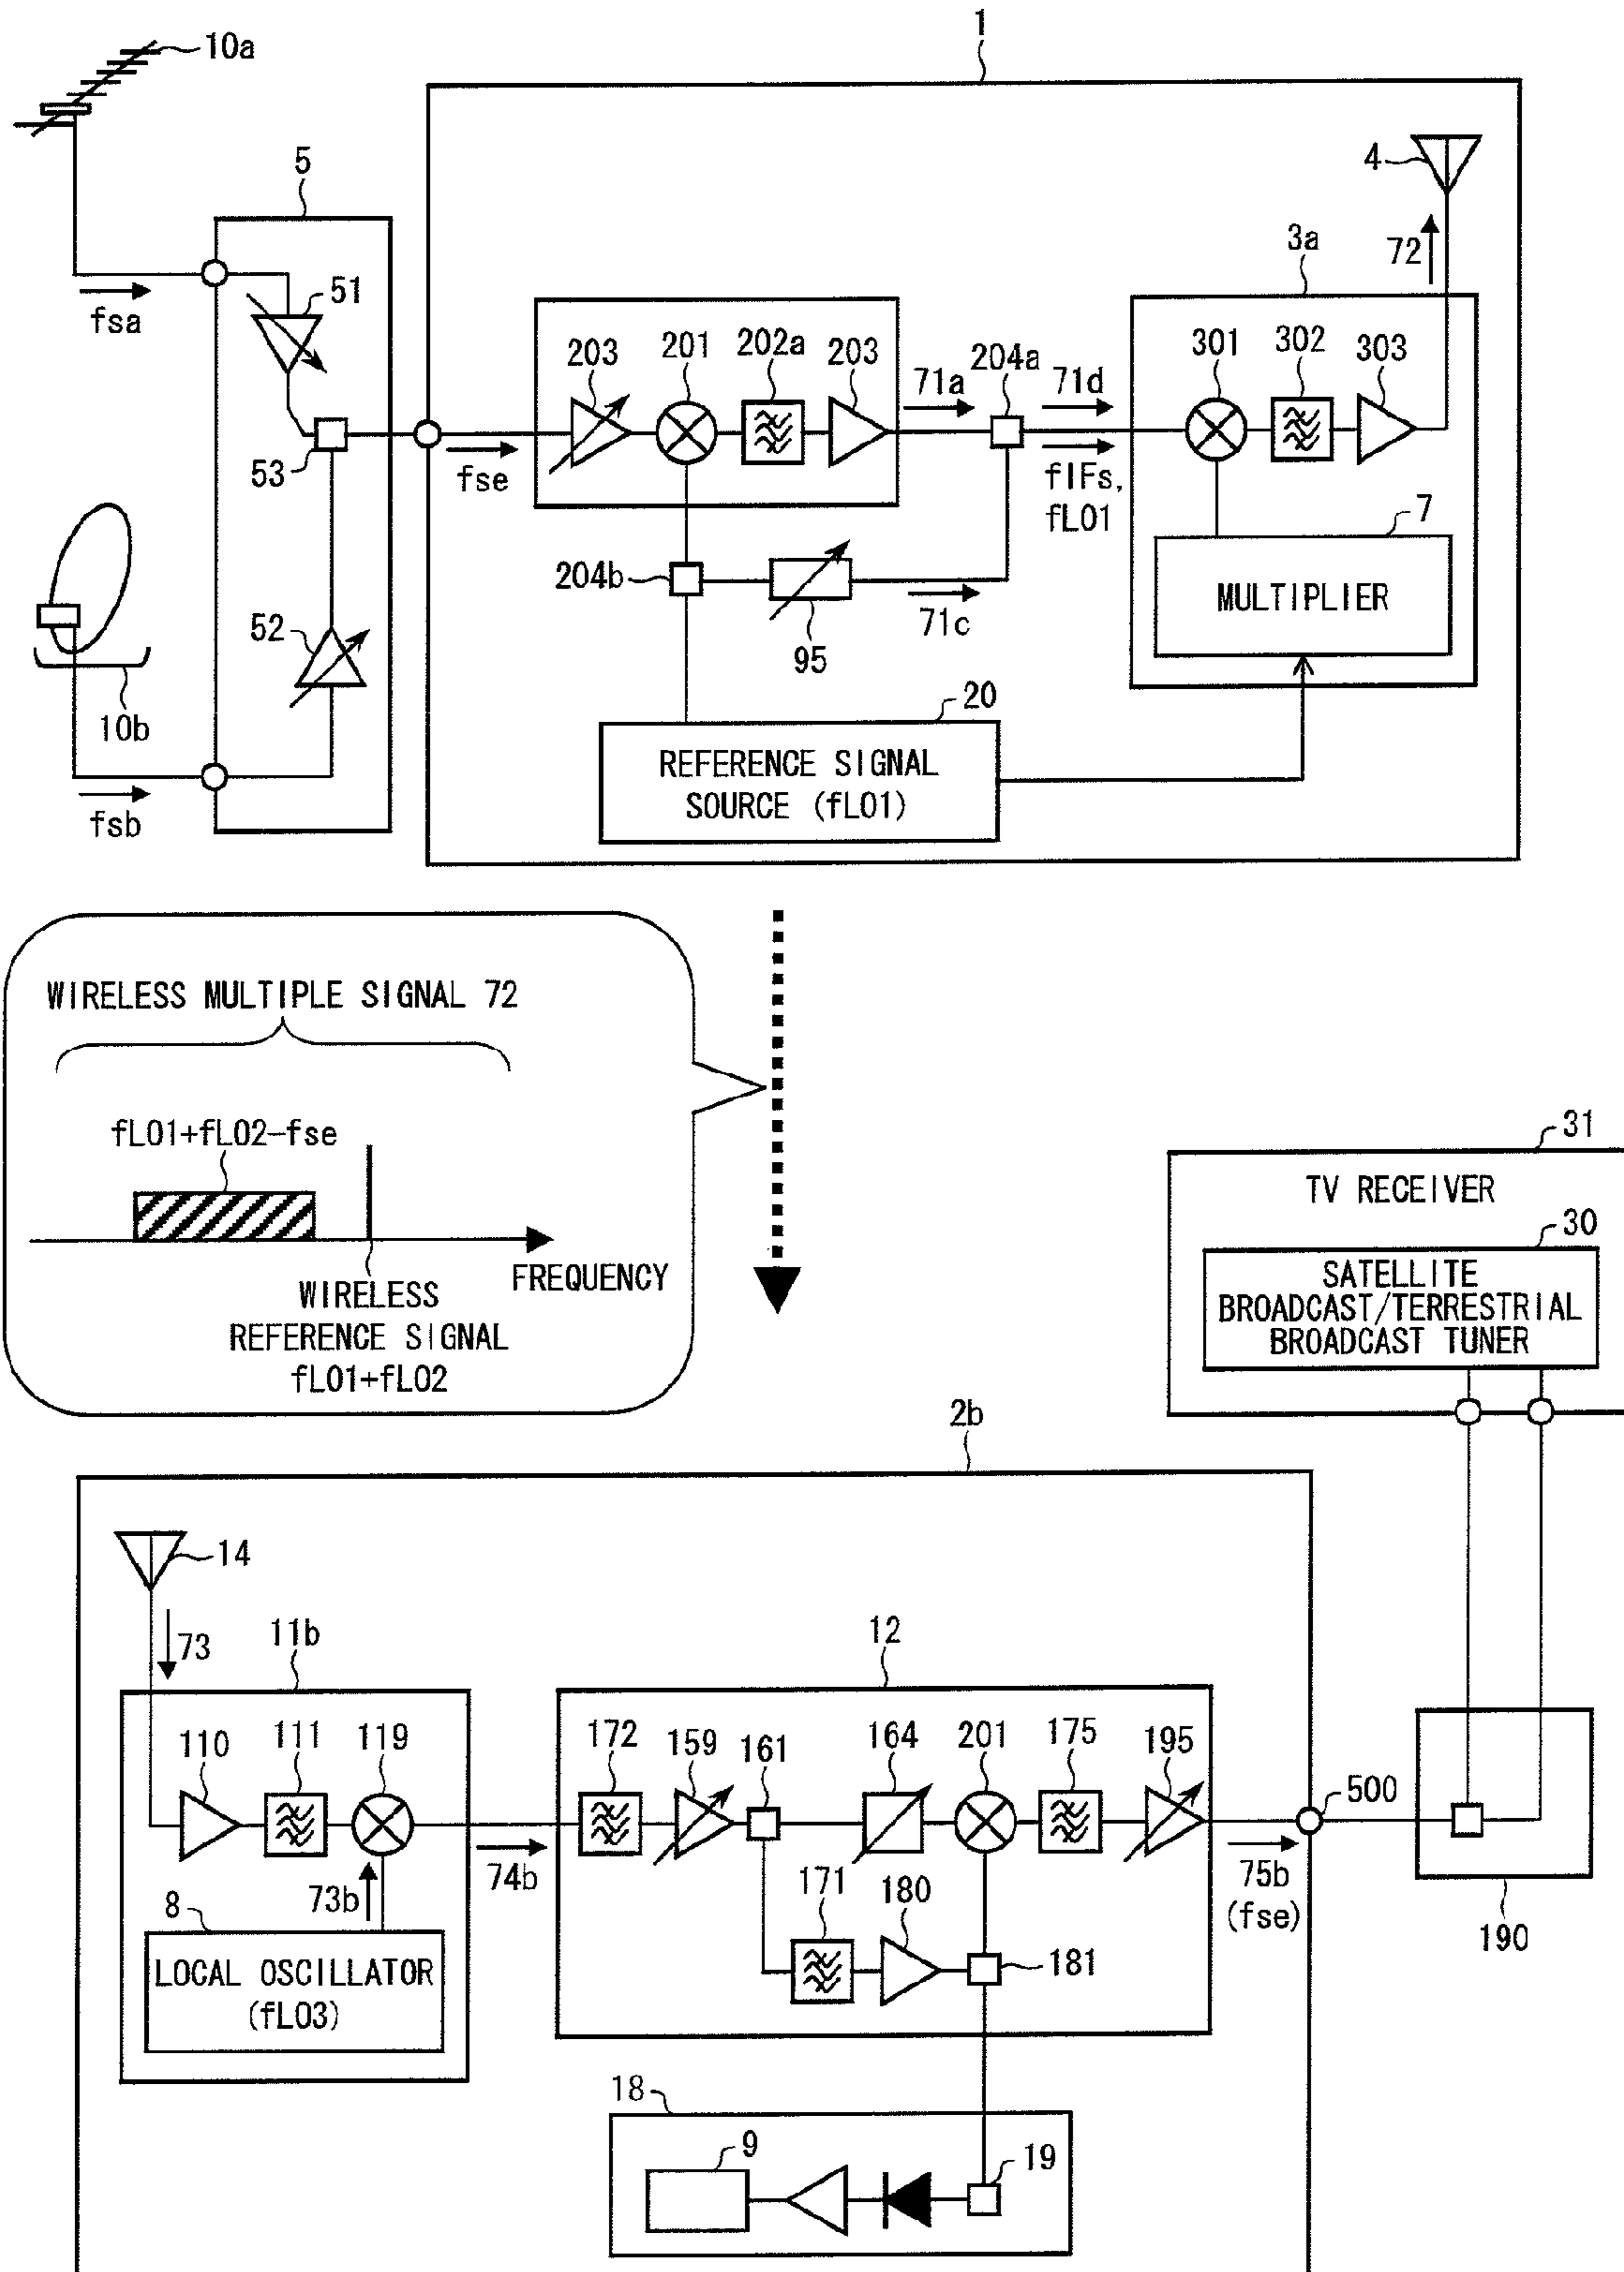 1
10a
5
4
3a
72
fsa
51
203
201
202a
203
204a
301
302
303
71a
71d
53
fse
fIFs,
fL01
7
204b
MULTIPLIER
52
95
71c
10b
20
REFERENCE SIGNAL
SOURCE (fL01)
fsb
WIRELESS MULTIPLE SIGNAL 72
fL01+fL02-fse
FREQUENCY
WIRELESS
REFERENCE SIGNAL
fL01+fL02
31
TV RECEIVER
30
SATELLITE
BROADCAST/TERRESTRIAL
BROADCAST TUNER
2b
14
73
11b
12
110
111
119
172
159
161
164
201
175
195
500
74b
75b
(fse)
73b
171
180
190
8
LOCAL OSCILLATOR
(fL03)
181
18
9
19